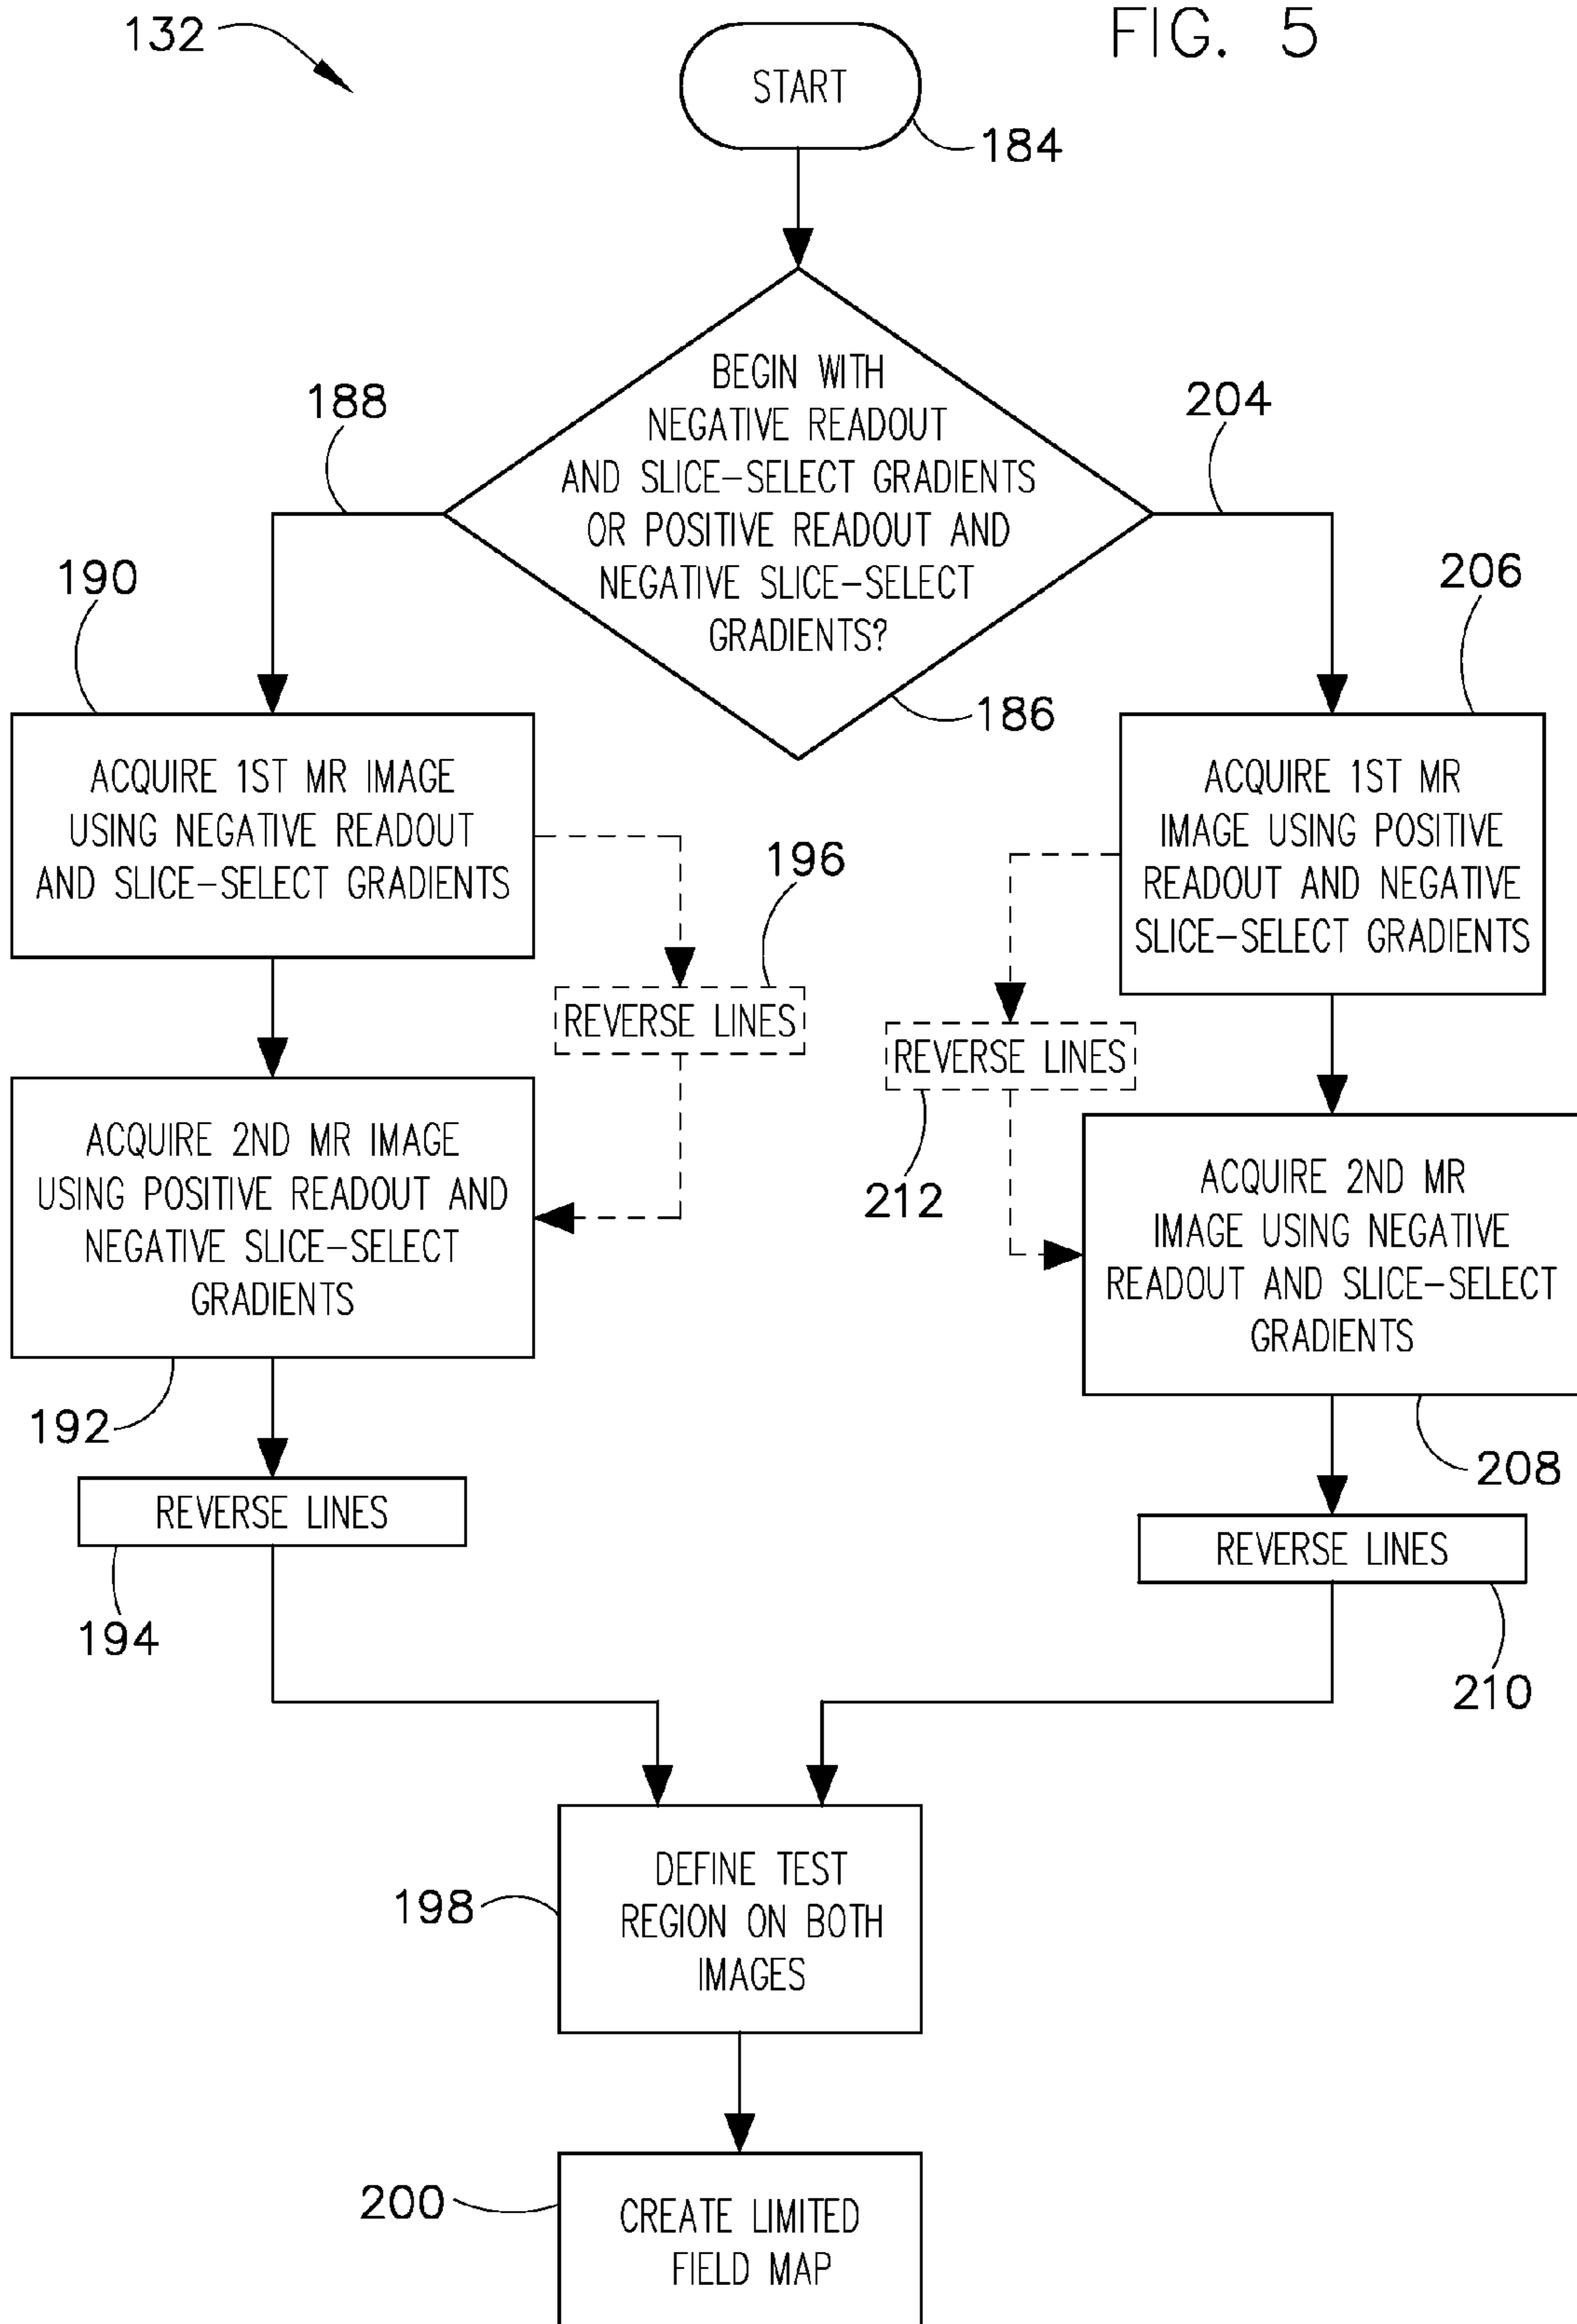 132
FIG. 5
START
184
BEGIN WITH
NEGATIVE READOUT
AND SLICE-SELECT GRADIENTS
OR POSITIVE READOUT AND
NEGATIVE SLICE-SELECT
GRADIENTS?
188
204
186
190
ACQUIRE 1ST MR IMAGE
USING NEGATIVE READOUT
AND SLICE-SELECT GRADIENTS
206
ACQUIRE 1ST MR
IMAGE USING POSITIVE
READOUT AND NEGATIVE
SLICE-SELECT GRADIENTS
196
REVERSE LINES
REVERSE LINES
212
ACQUIRE 2ND MR IMAGE
USING POSITIVE READOUT AND
NEGATIVE SLICE-SELECT
GRADIENTS
192
ACQUIRE 2ND MR
IMAGE USING NEGATIVE
READOUT AND SLICE-SELECT
GRADIENTS
208
REVERSE LINES
194
REVERSE LINES
210
DEFINE TEST
REGION ON BOTH
IMAGES
198
CREATE LIMITED
FIELD MAP
200